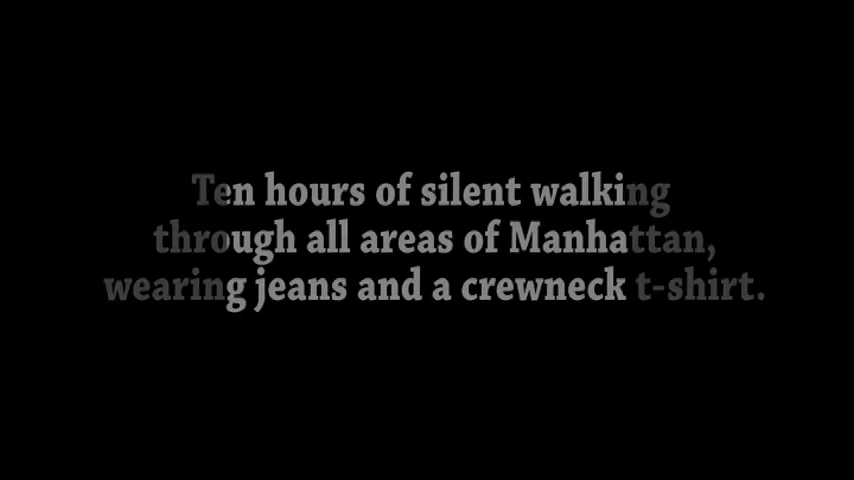 Ten hours of silent walking
through all areas of Manhattan,
wearing jeans and a crewneck t-shirt.